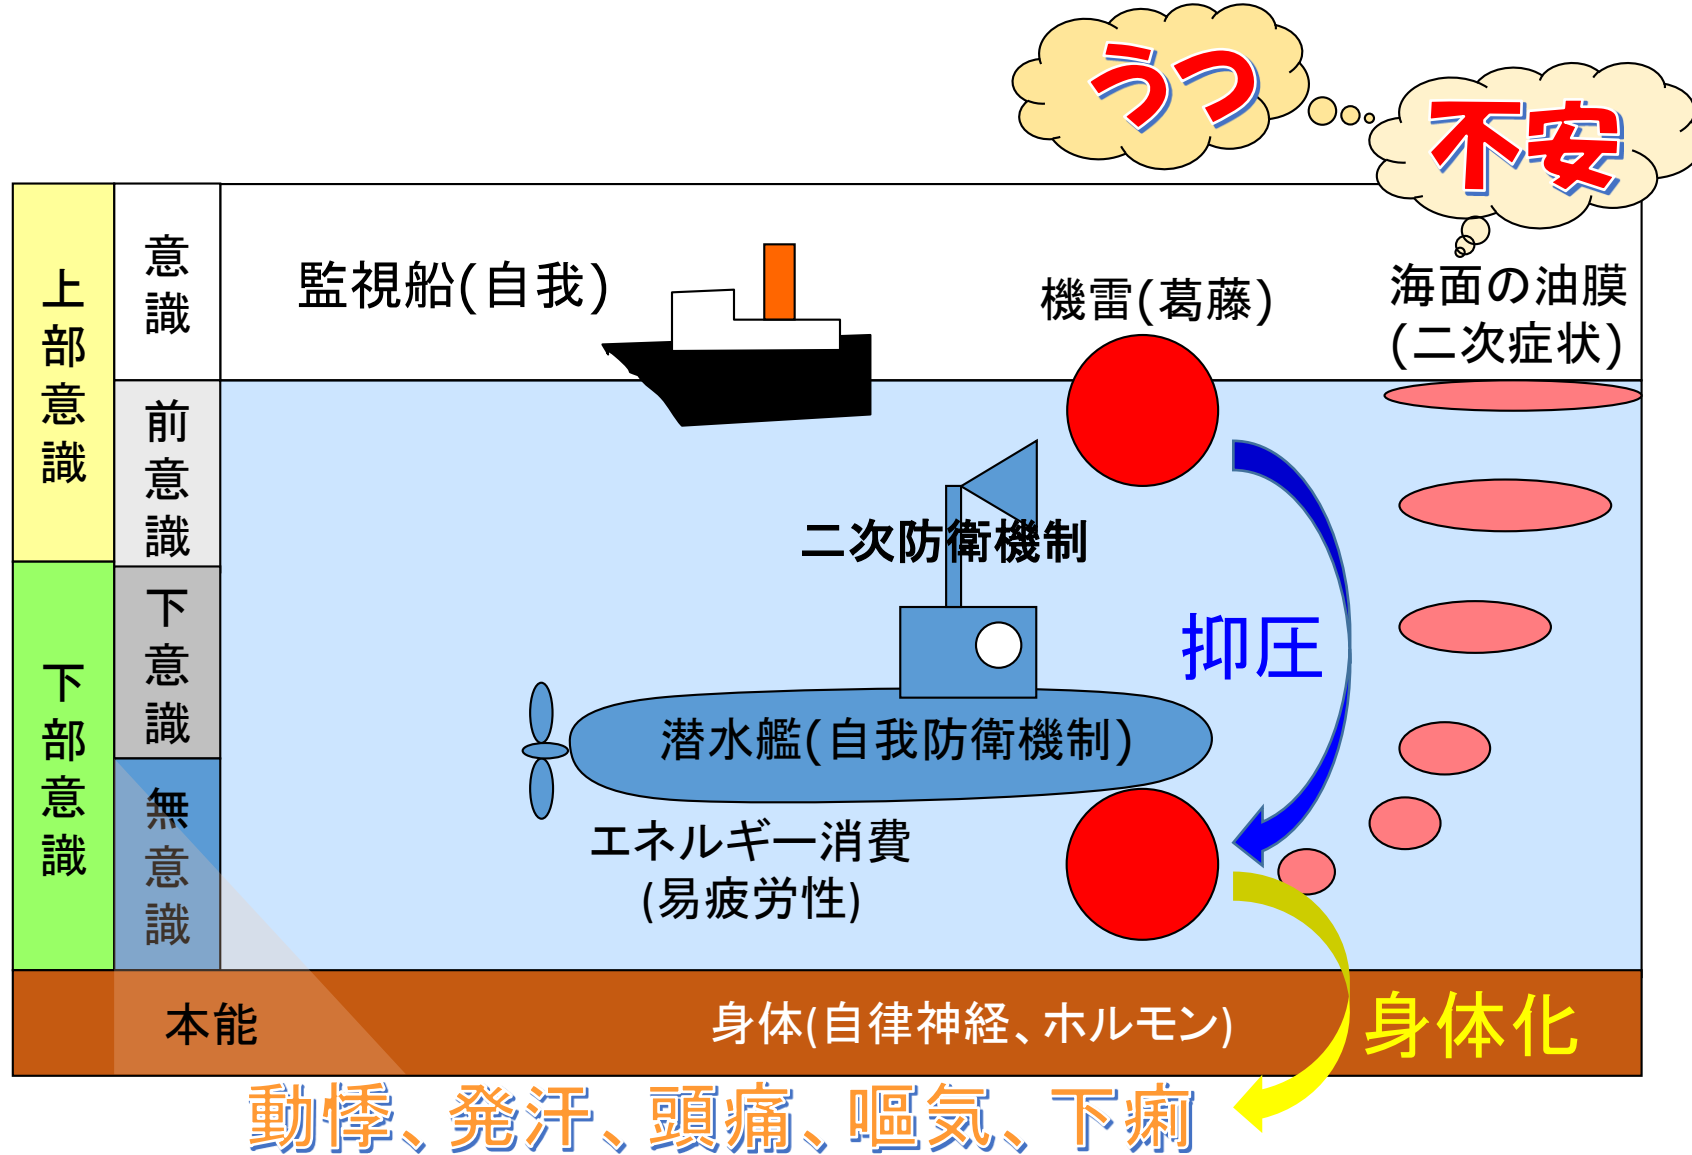 うつ
不安
上部意識
意識
監視船(自我)
機雷(葛藤)
海面の油膜
(二次症状)
前意識
二次防衛機制
下部意識
下意識
抑圧
潜水艦(自我防衛機制)
無意識
エネルギー消費
(易疲労性)
本能
身体(自律神経、ホルモン)
身体化
動悸、発汗、頭痛、嘔気、下痢